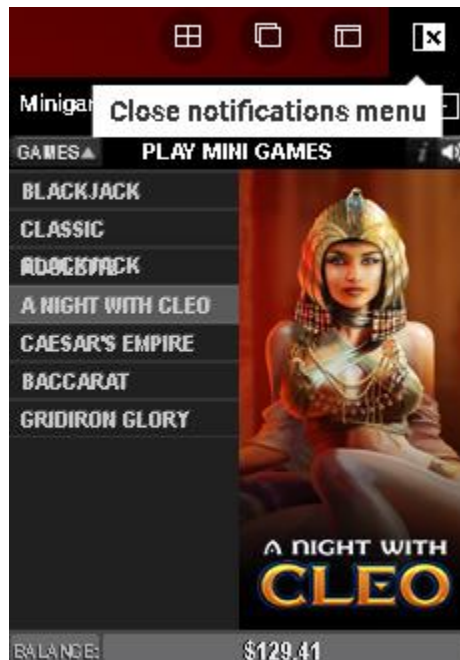 Close notifications menu
GAMES▲ PLAY MINI GAMES i
BLACKJACK
CLASSIC
BLACKJACK
A NIGHT WITH CLEO
CAESAR'S EMPIRE
BACCARAT
GRIDIRON GLORY
A NIGHT WITH
CLEO
BALANCE: $129.41